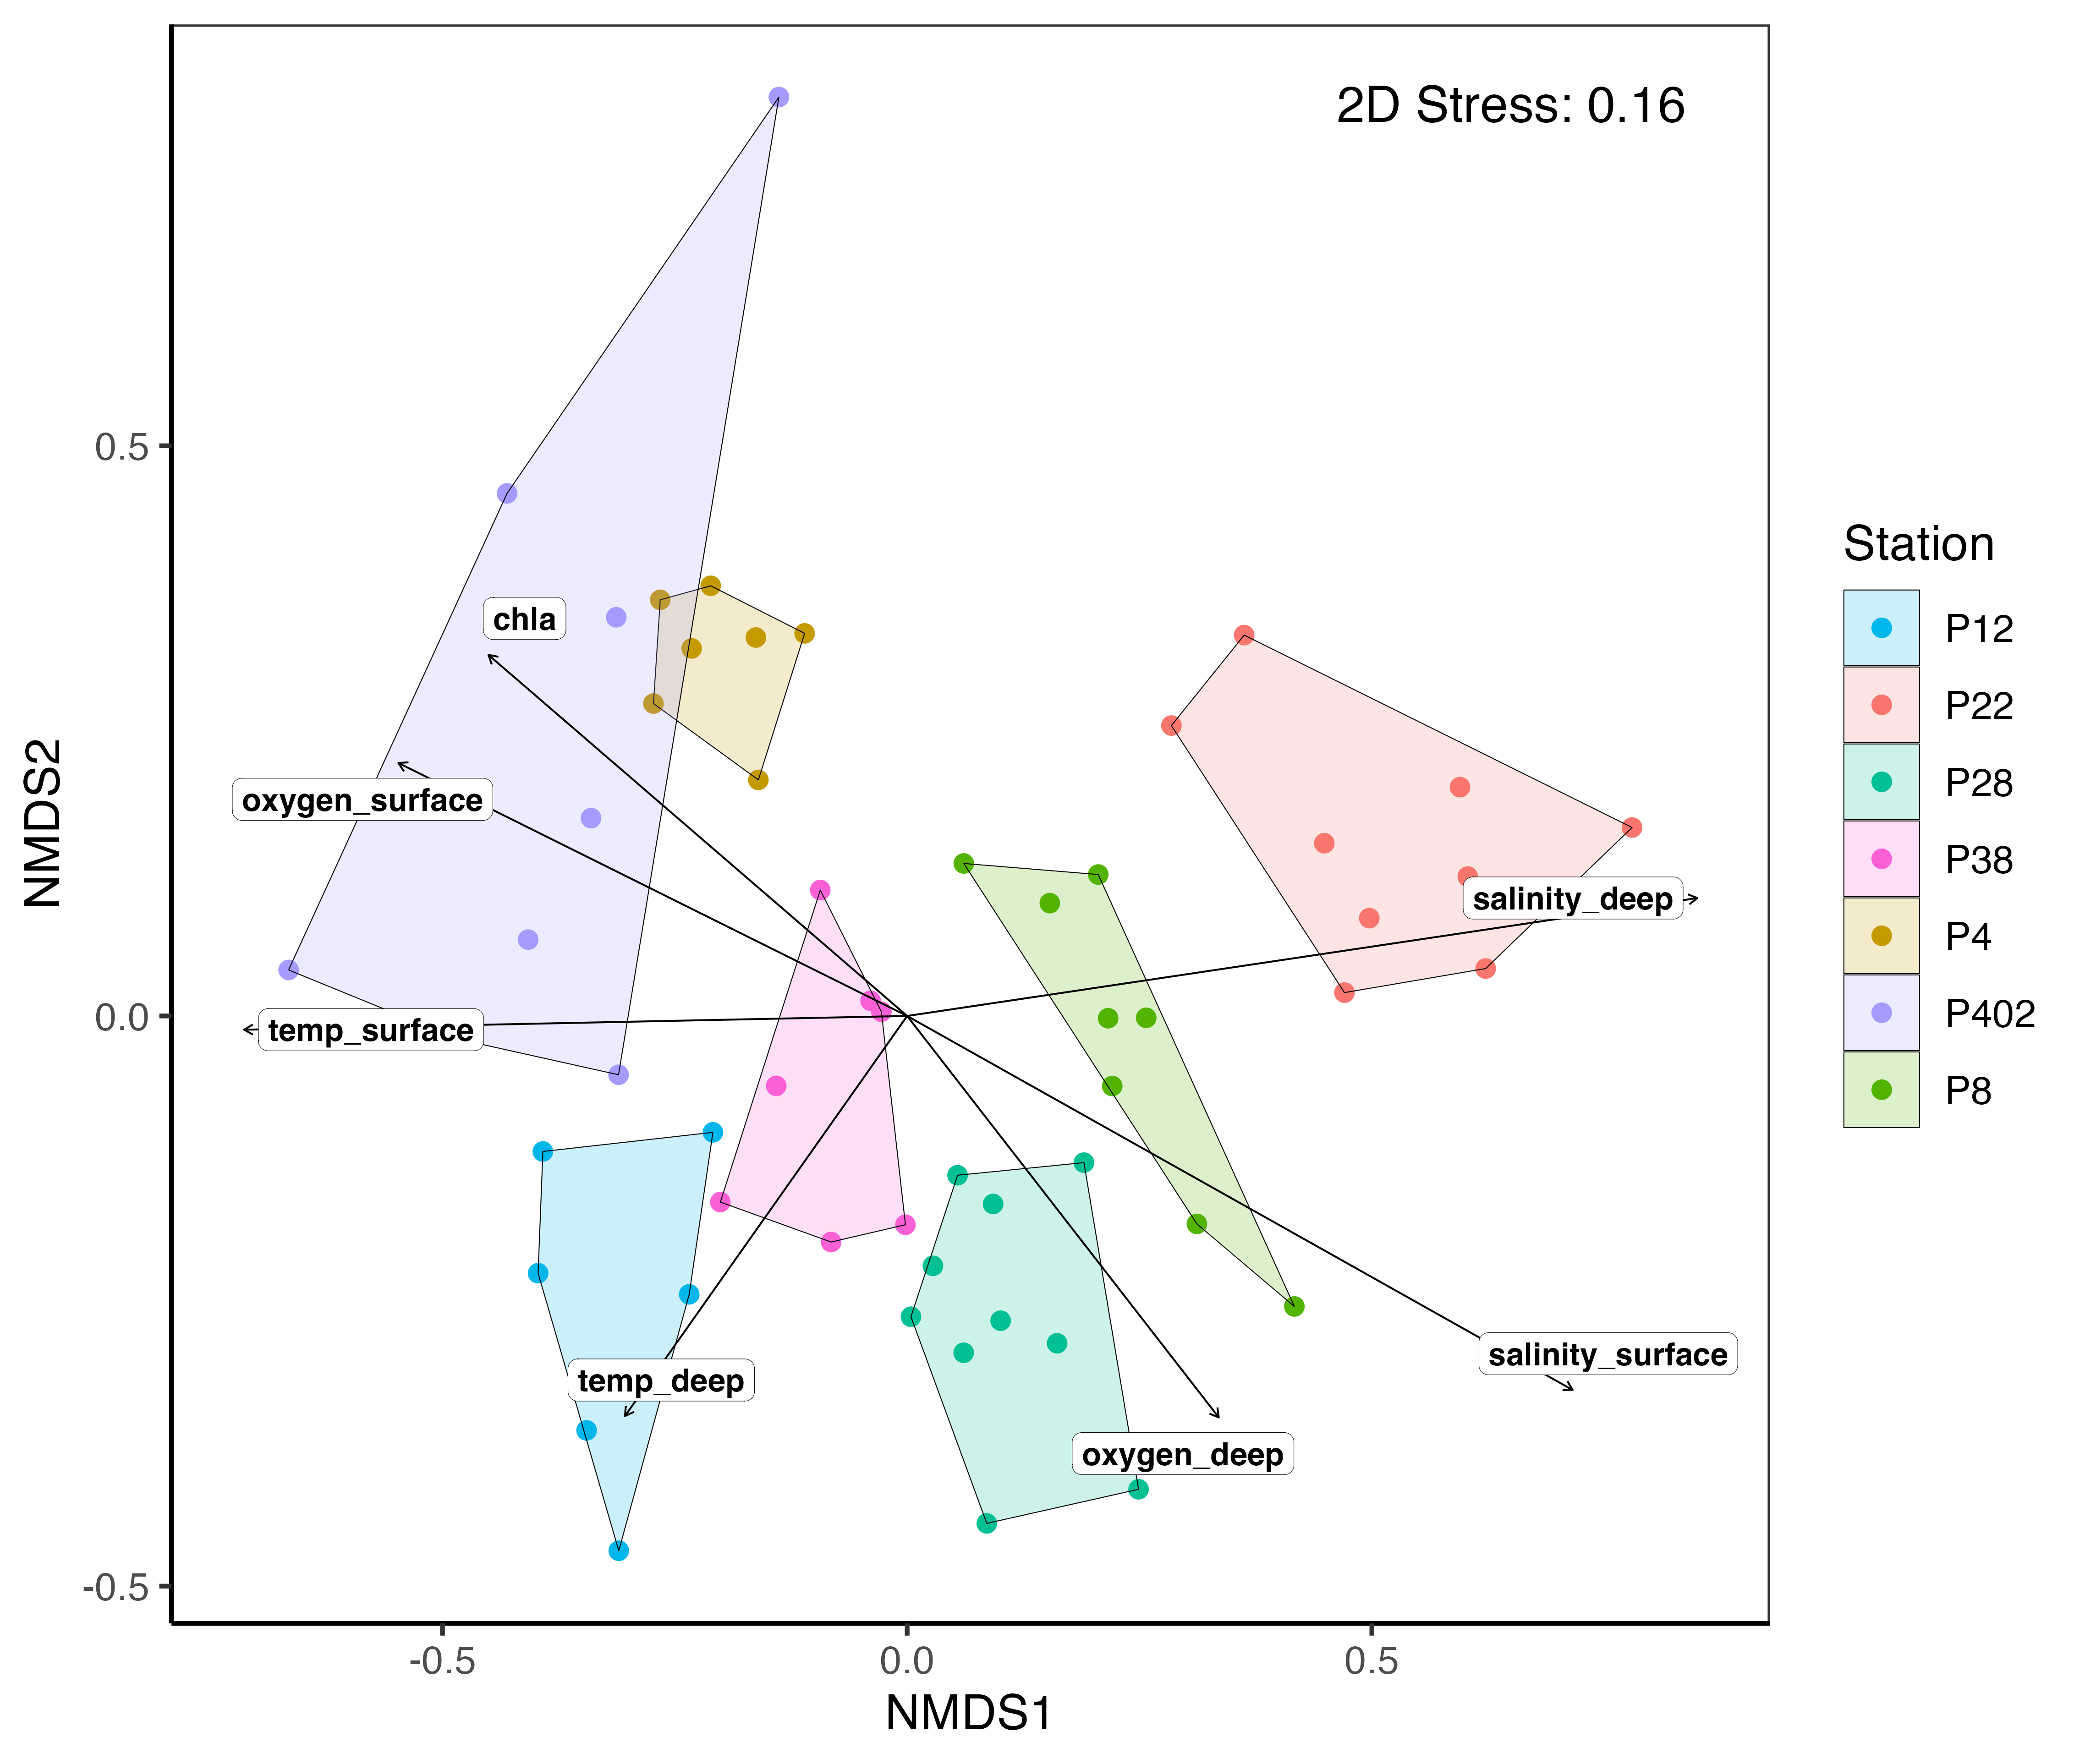 2D Stress: 0.16
NMDS2
0.5
0.0
-0.5
chla
oxygen_surface
temp_surface
salinity_deep
temp_deep
salinity_surface
oxygen_deep
-0.5
0.0
0.5
NMDS1
Station
P12
P22
P28
P38
P4
P402
P8